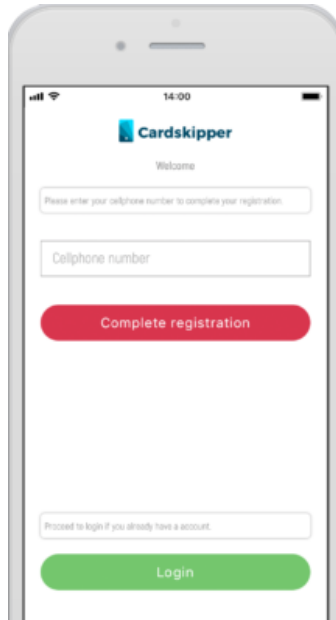 14:00
Cardskipper
Welcome
Please enter your cellphone number to complete your registration.
Cellphone number
Complete registration
Proceed to login if you already have a account.
Login